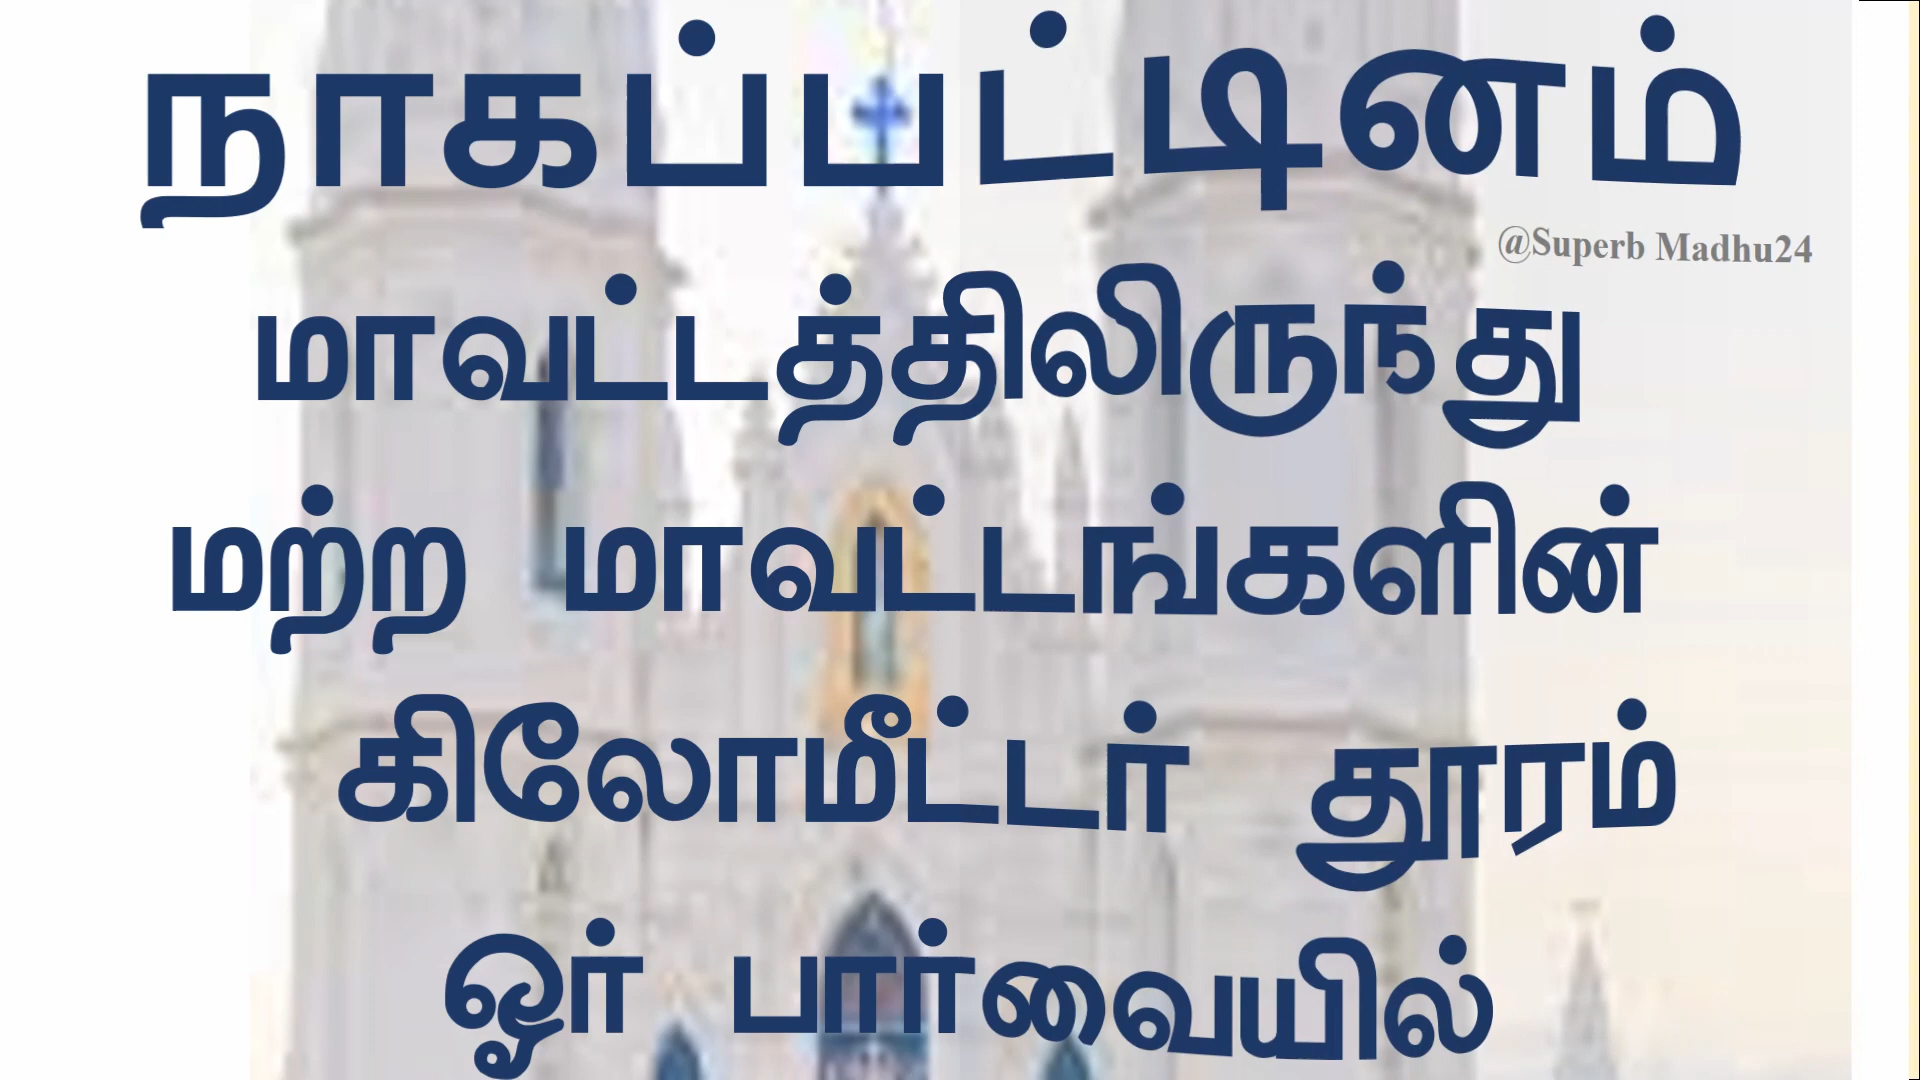 நாகப்பட்டினம்
@Superb Madhu24
மாவட்டத்திலிருந்து
மற்ற மாவட்டங்களின்
கிலோமீட்டர் தூரம்
ஓர் பார்வையில்